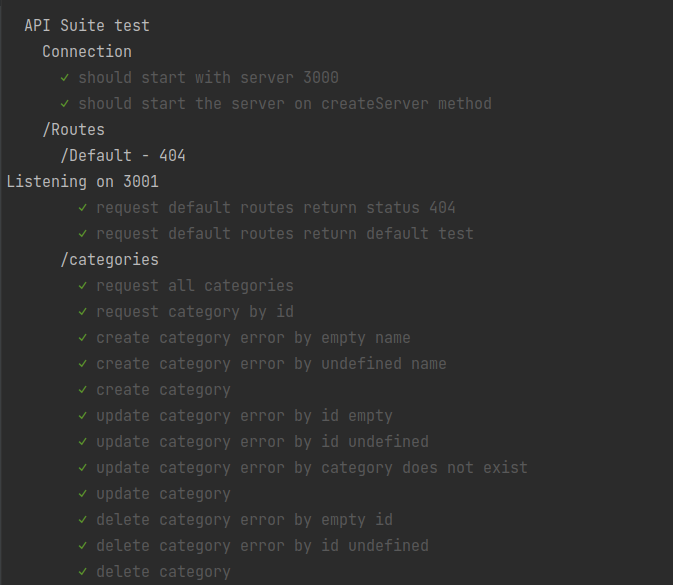 API Suite test
Connection
✓ should start with server 3000
✓ should start the server on createServer method
/Routes
/Default - 404
Listening on 3001
✓ request default routes return status 404
✓ request default routes return default test
/categories
✓ request all categories
✓ request category by id
✓ create category error by empty name
✓ create category error by undefined name
✓ create category
✓ update category error by id empty
✓ update category error by id undefined
✓ update category error by category does not exist
✓ update category
✓ delete category error by empty id
✓ delete category error by id undefined
✓ delete category